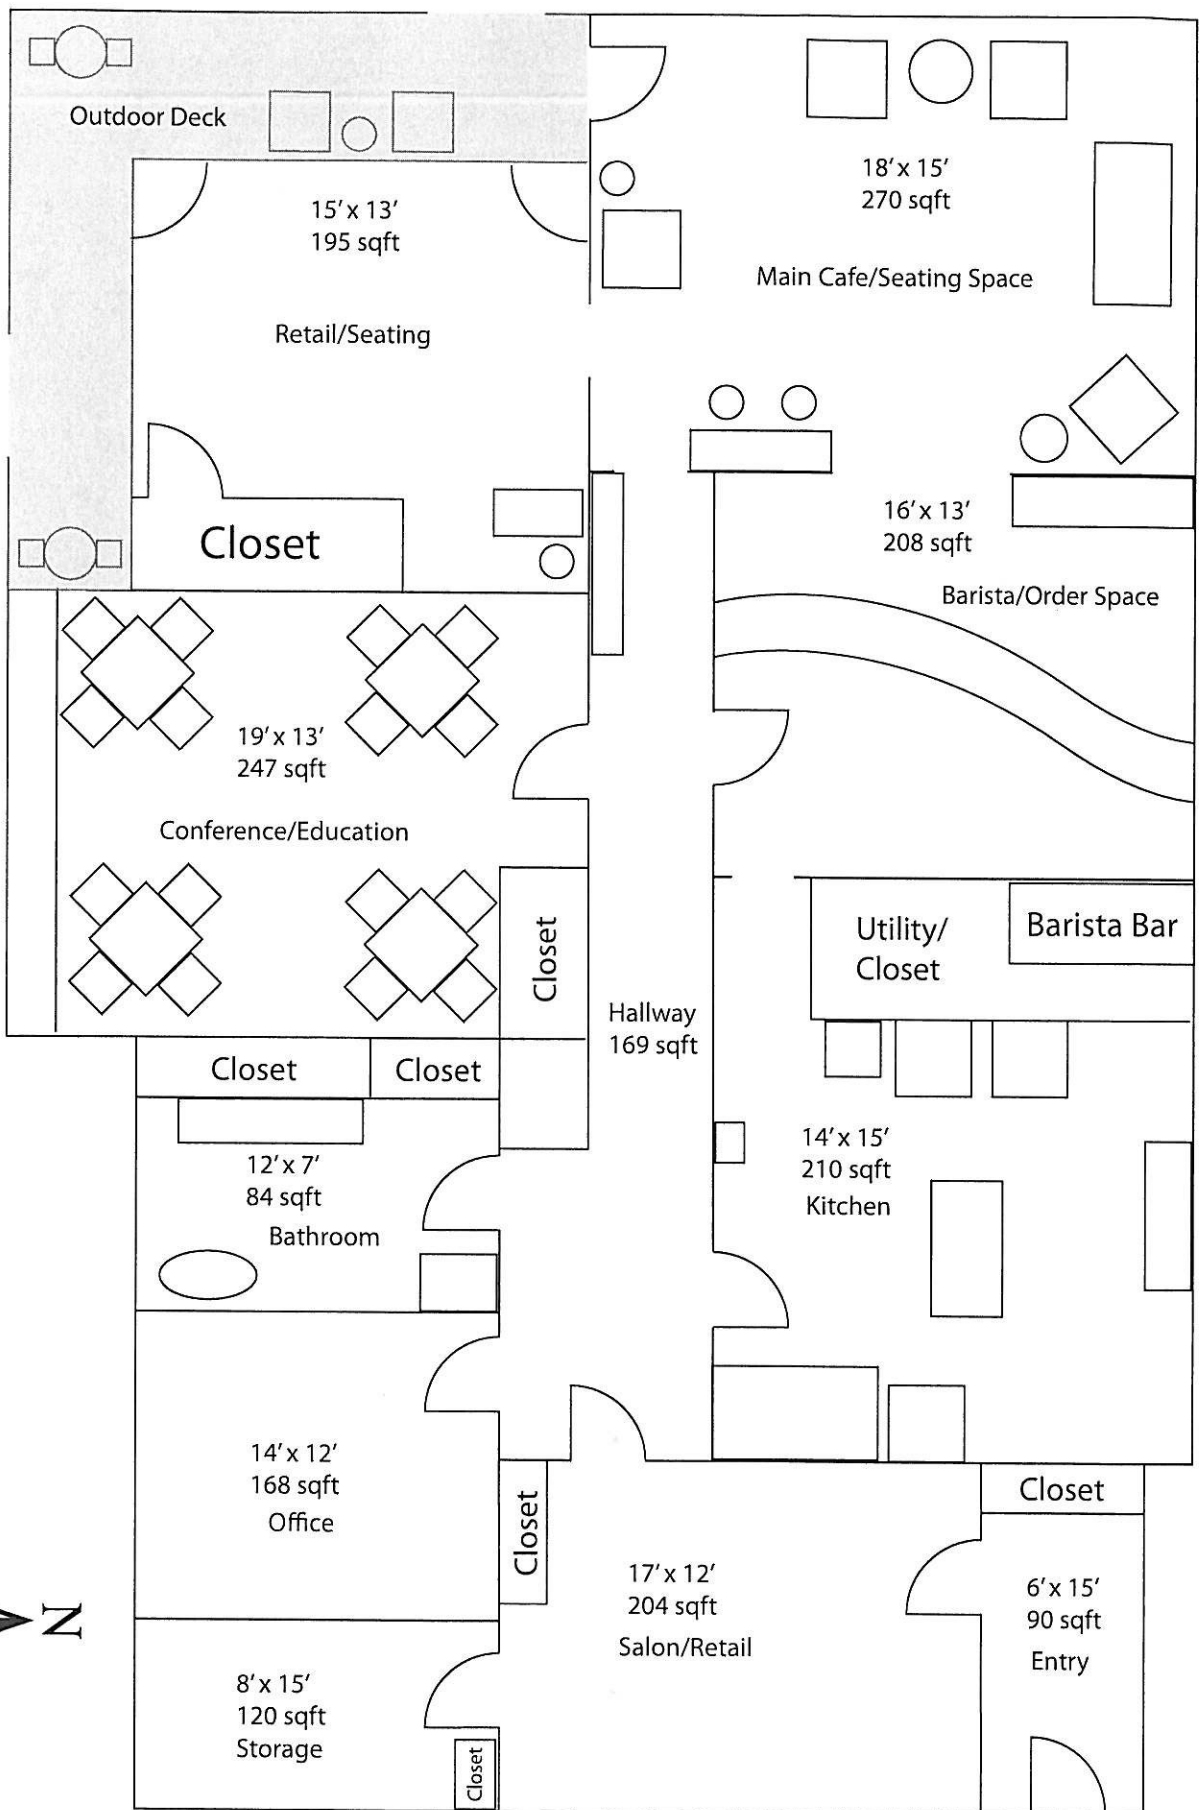 Outdoor Deck
15' x 13'
195 sqft
Retail/Seating
18' x 15'
270 sqft
Main Cafe/Seating Space
Closet
16' x 13'
208 sqft
Barista/Order Space
19' x 13'
247 sqft
Conference/Education
Closet
Utility/
Closet
Barista Bar
Hallway
169 sqft
Closet
Closet
12' x 7'
84 sqft
Bathroom
14' x 15'
210 sqft
Kitchen
14' x 12'
168 sqft
Office
Closet
Closet
17' x 12'
204 sqft
Salon/Retail
6' x 15'
90 sqft
Entry
N
8' x 15'
120 sqft
Storage
Closet